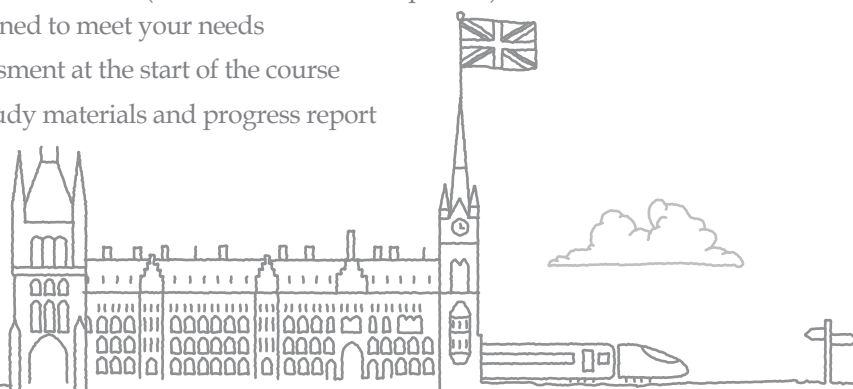 ned to meet your needs
sment at the start of the course
udy materials and progress report